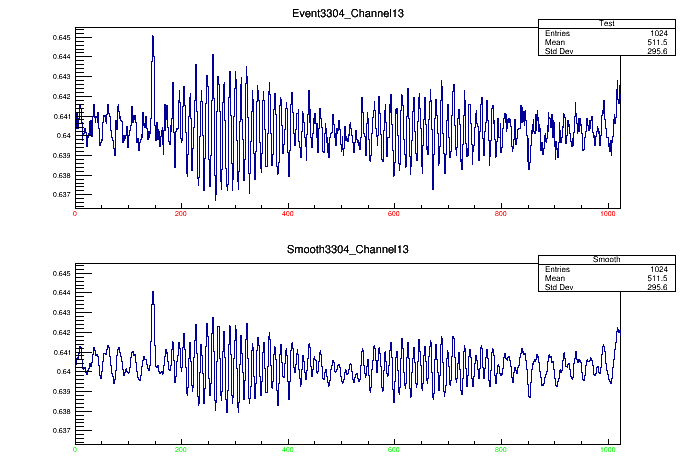 Event3304_Channel13
Test
Entries 1024
Mean 511.5
Std Dev 295.6
0.645
0.644
0.643
0.642
0.641
0.64
0.639
0.638
0.637
0 200 400 600 800 1000
Smooth3304_Channel13
Smooth
Entries 1024
Mean 511.5
Std Dev 295.6
0.645
0.644
0.643
0.642
0.641
0.64
0.639
0.638
0.637
0 200 400 600 800 1000